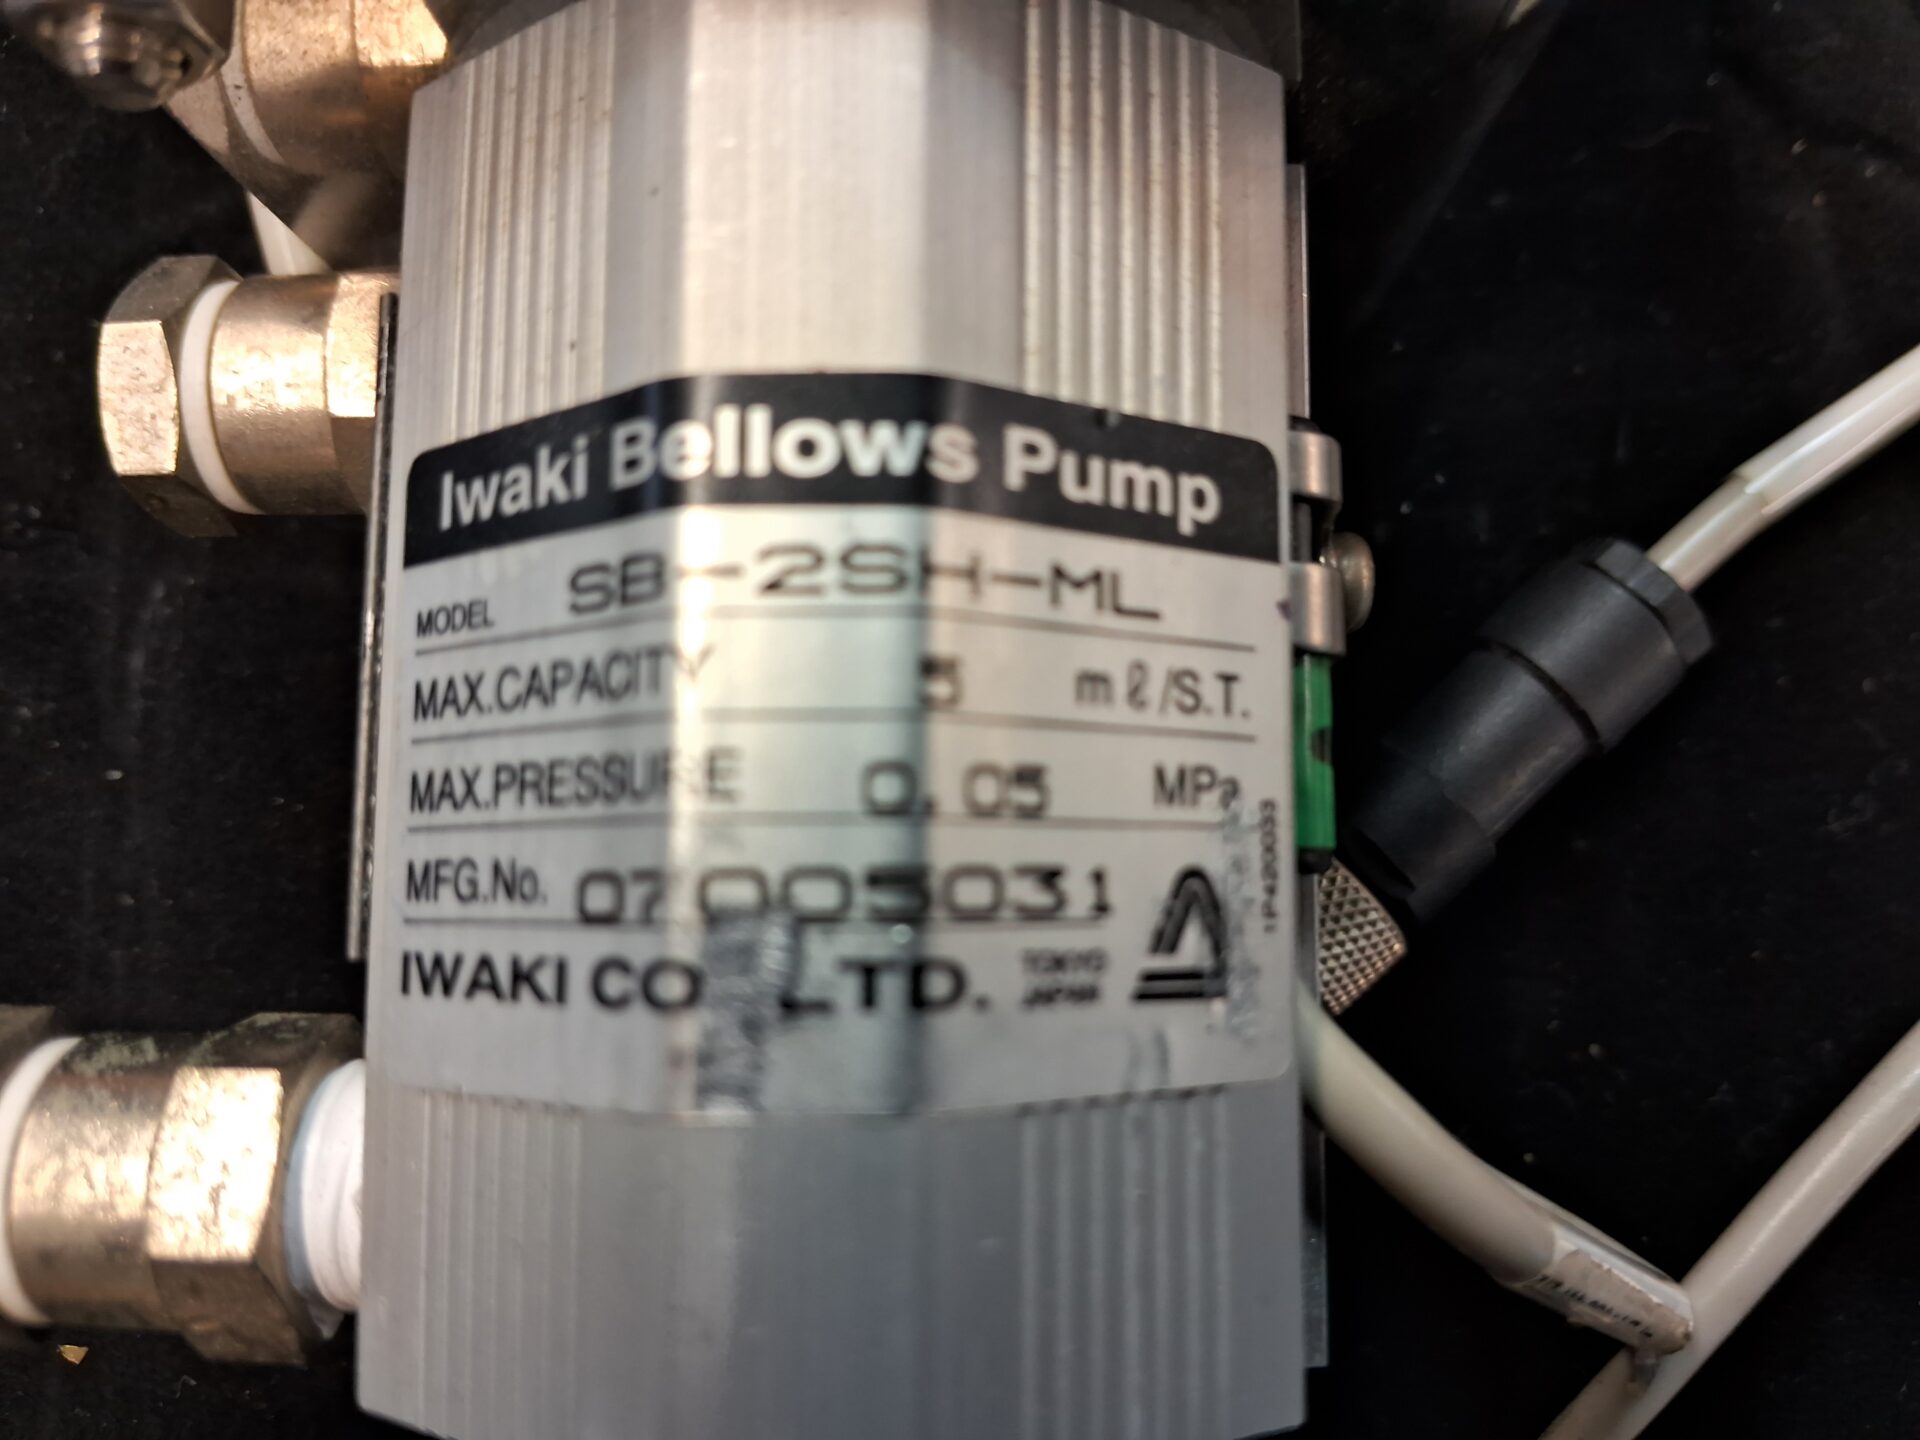 Iwaki Bellows Pump
MODEL SB-2SH-ML
MAX.CAPACITY 5 mℓ/S.T.
MAX.PRESSURE 0.05 MPa
MFG.No. 07005031
IWAKI CO LTD. TOKYO JAPAN
1P420033